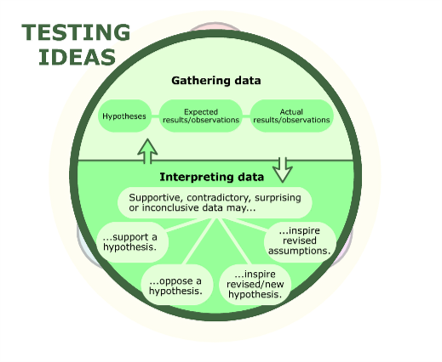 TESTING
IDEAS
Gathering data
Hypotheses
Expected
results/observations
Actual
results/observations
Interpreting data
Supportive, contradictory, surprising
or inconclusive data may...
...support a
hypothesis.
...oppose a
hypothesis.
...inspire
revised/new
hypothesis.
...inspire
revised
assumptions.